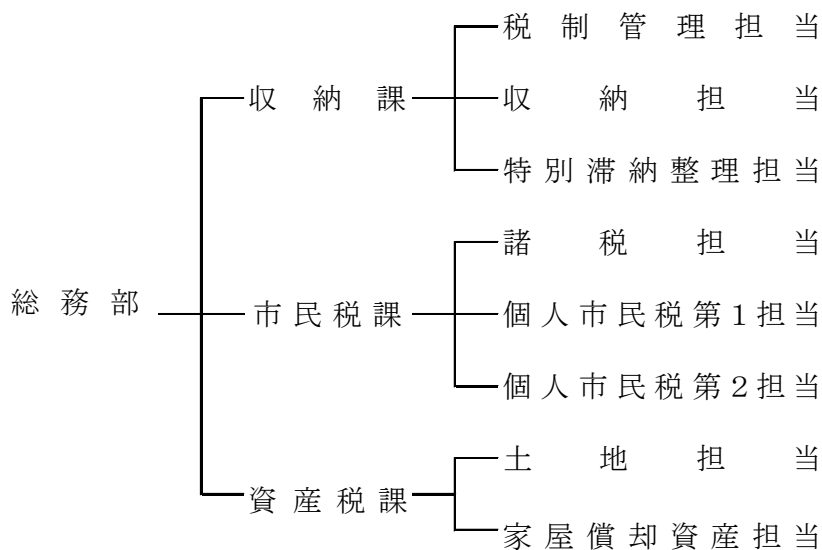 税制管理担当
収納課
収納担当
特別滞納整理担当
諸税担当
総務部
市民税課
個人市民税第1担当
個人市民税第2担当
土地担当
資産税課
家屋償却資産担当